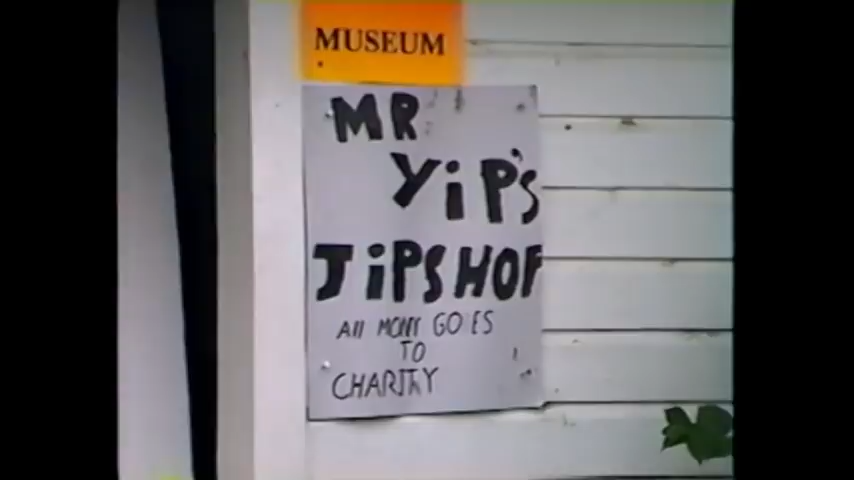 MUSEUM
MR
YiP's
JiPSHOP
All MONY GOES
TO
CHARITY